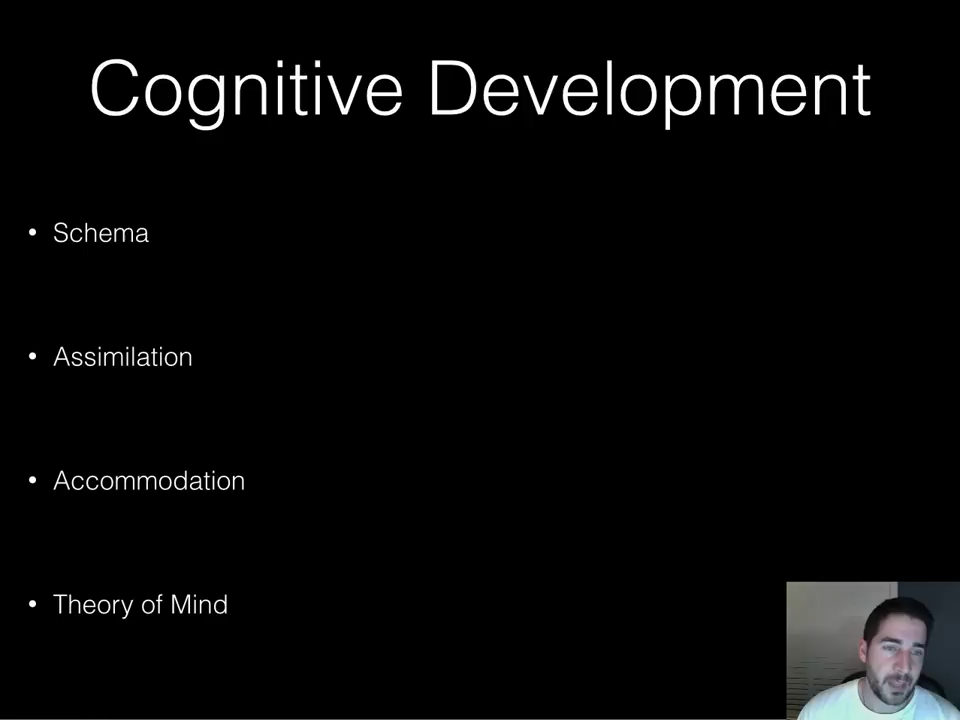 Cognitive Development
• Schema
• Assimilation
• Accommodation
• Theory of Mind